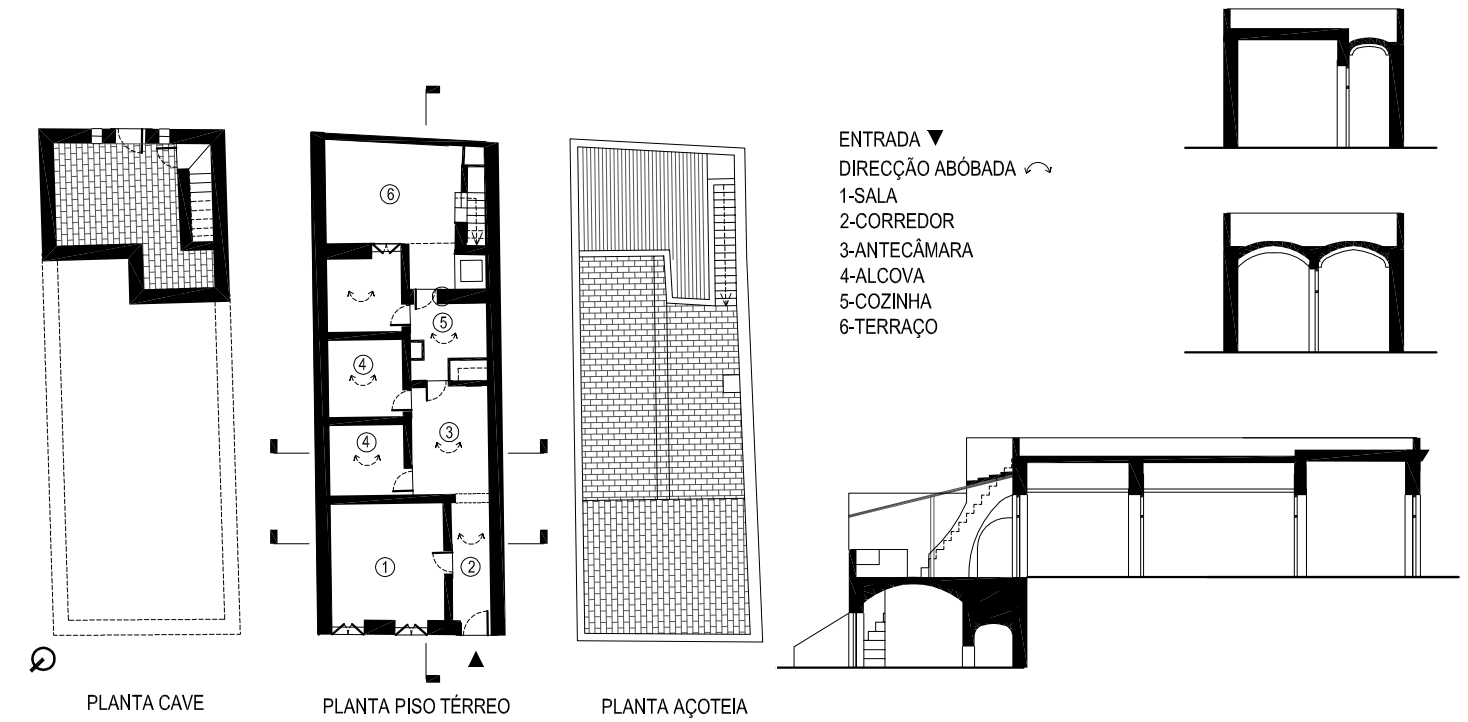 ENTRADA ▼
DIRECÇÃO ABÓBADA
1-SALA
2-CORREDOR
3-ANTECÂMARA
4-ALCOVA
5-COZINHA
6-TERRAÇO
6
5
4
4
3
1
2
PLANTA CAVE
PLANTA PISO TÉRREO
PLANTA AÇOTEIA